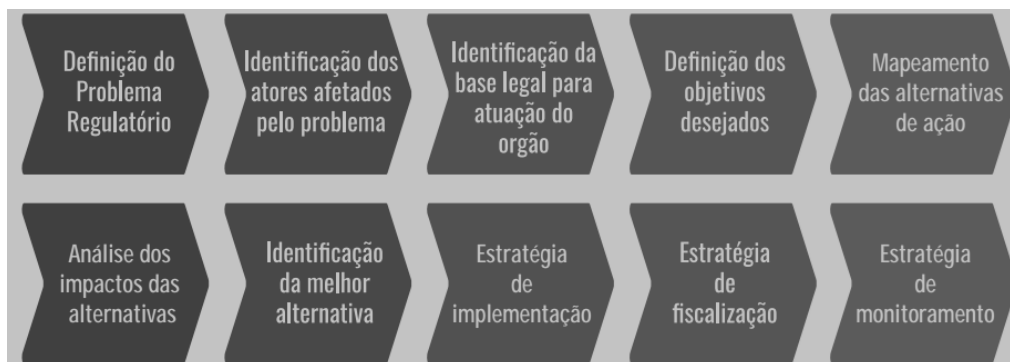 Definição do
Problema
Regulatório
Identificação dos
atores afetados
pelo problema
Identificação da
base legal para
atuação do
orgão
Definição dos
objetivos
desejados
Mapeamento
das alternativas
de ação
Análise dos
impactos das
alternativas
Identificação
da melhor
alternativa
Estratégia
de
implementação
Estratégia
de
fiscalização
Estratégia
de
monitoramento